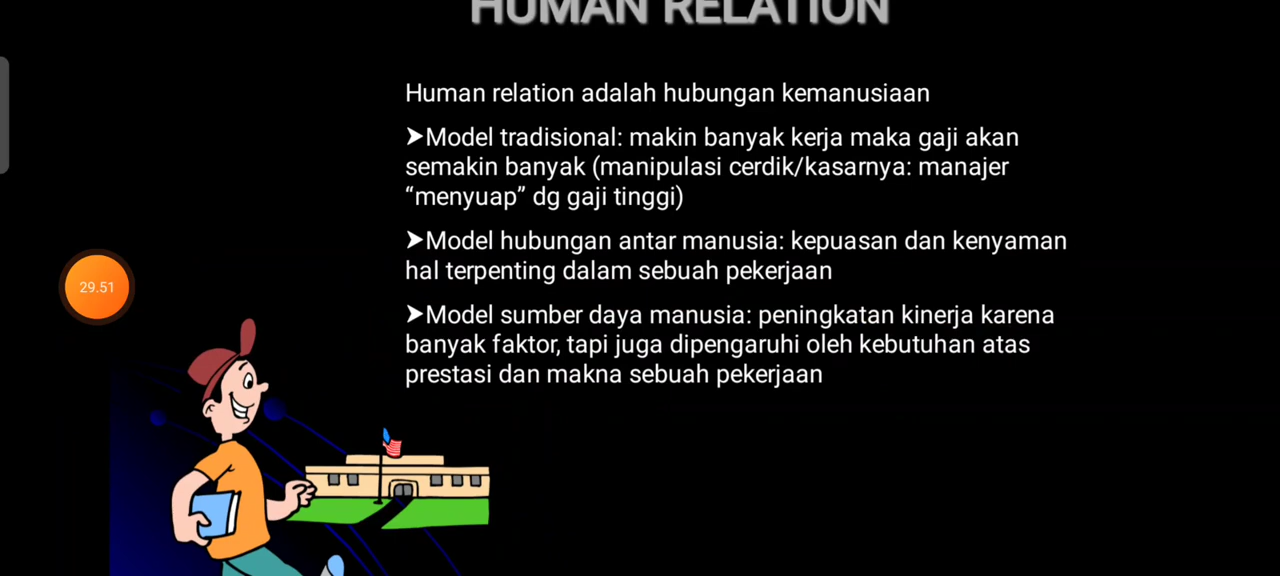 HUMAN RELATION
Human relation adalah hubungan kemanusiaan
➤Model tradisional: makin banyak kerja maka gaji akan
semakin banyak (manipulasi cerdik/kasarnya: manajer
“menyuap” dg gaji tinggi)
➤Model hubungan antar manusia: kepuasan dan kenyaman
hal terpenting dalam sebuah pekerjaan
29.51
➤Model sumber daya manusia: peningkatan kinerja karena
banyak faktor, tapi juga dipengaruhi oleh kebutuhan atas
prestasi dan makna sebuah pekerjaan